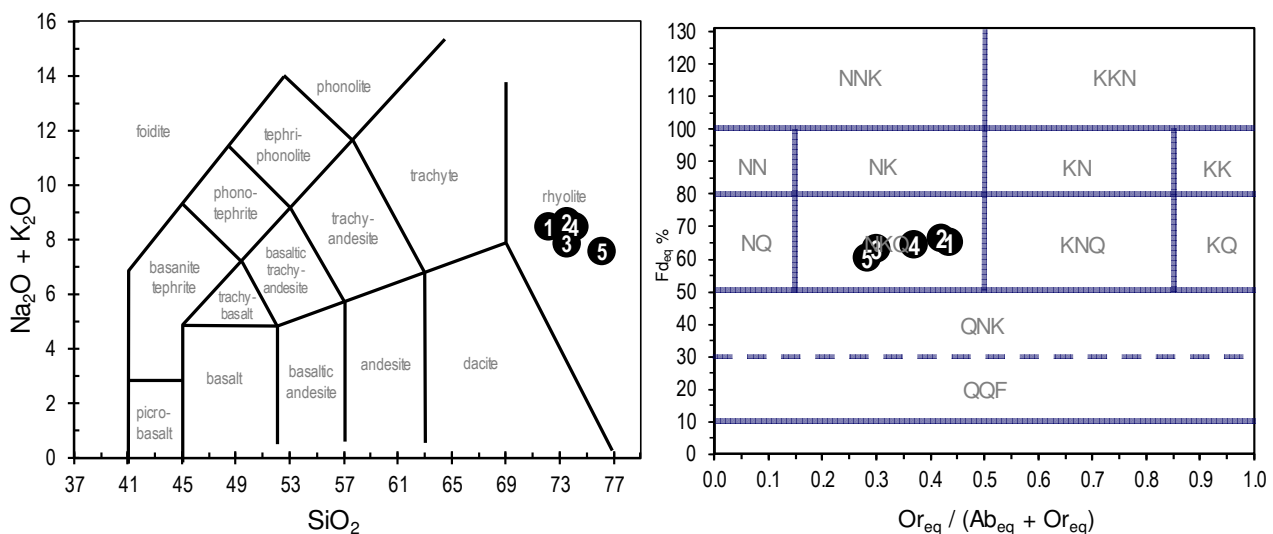 16
14
12
10
8
6
4
2
0
Na₂O + K₂O
37
41
45
49
53
57
61
65
69
73
77
SiO₂
foidite
phonolite
tephri-
phonolite
trachyte
phono-
tephrite
trachy-
andesite
rhyolite
basanite
tephrite
basaltic
trachy-
andesite
trachy-
basalt
picro-
basalt
basalt
basaltic
andesite
andesite
dacite
1
2
4
3
5
130
120
110
100
90
80
70
60
50
40
30
20
10
0
Fdeq %
0.0
0.1
0.2
0.3
0.4
0.5
0.6
0.7
0.8
0.9
1.0
Oreq / (Abeq + Oreq)
NNK
KKN
NN
NK
KN
KK
NQ
NKQ
KNQ
KQ
QNK
QQF
5
3
4
2
1